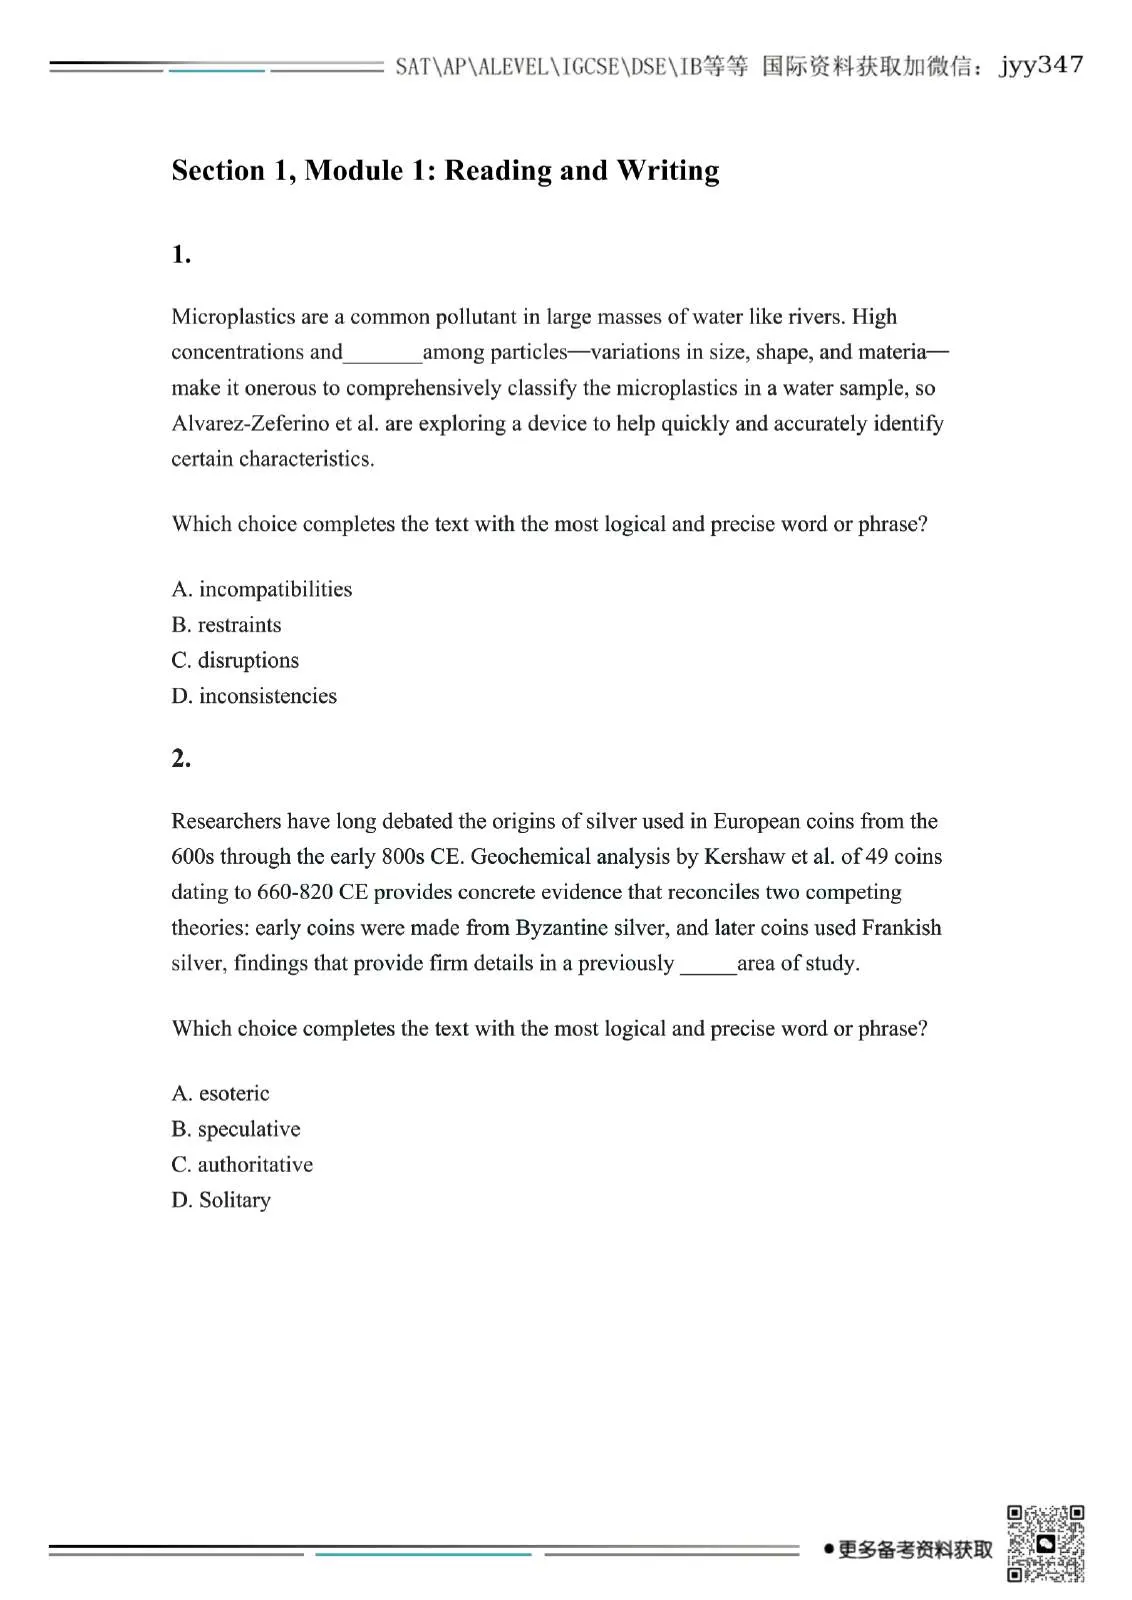 SAT\AP\ALEVEL\IGCSE\DSE\IB等等 国际资料获取加微信：jyy347
Section 1, Module 1: Reading and Writing
1.
Microplastics are a common pollutant in large masses of water like rivers. High
concentrations and_______among particles—variations in size, shape, and materia—
make it onerous to comprehensively classify the microplastics in a water sample, so
Alvarez-Zeferino et al. are exploring a device to help quickly and accurately identify
certain characteristics.
Which choice completes the text with the most logical and precise word or phrase?
A. incompatibilities
B. restraints
C. disruptions
D. inconsistencies
2.
Researchers have long debated the origins of silver used in European coins from the
600s through the early 800s CE. Geochemical analysis by Kershaw et al. of 49 coins
dating to 660-820 CE provides concrete evidence that reconciles two competing
theories: early coins were made from Byzantine silver, and later coins used Frankish
silver, findings that provide firm details in a previously _____area of study.
Which choice completes the text with the most logical and precise word or phrase?
A. esoteric
B. speculative
C. authoritative
D. Solitary
●更多备考资料获取